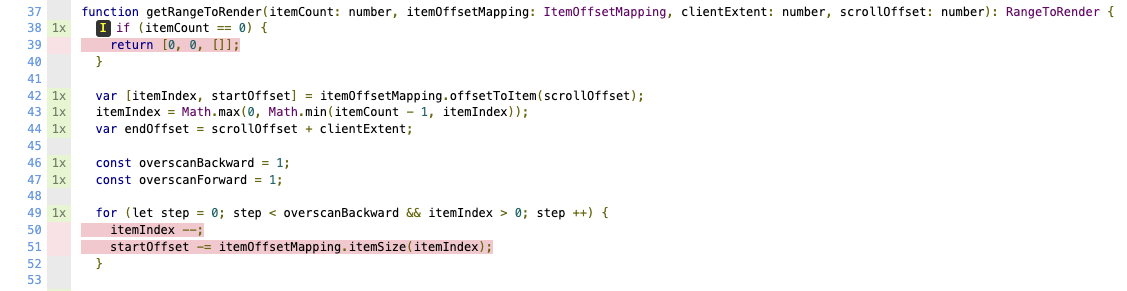 37 function getRangeToRender(itemCount: number, itemOffsetMapping: ItemOffsetMapping, clientExtent: number, scrollOffset: number): RangeToRender {
38 1x I if (itemCount == 0) {
39 return [0, 0, []];
40 }
41
42 1x var [itemIndex, startOffset] = itemOffsetMapping.offsetToItem(scrollOffset);
43 1x itemIndex = Math.max(0, Math.min(itemCount - 1, itemIndex));
44 1x var endOffset = scrollOffset + clientExtent;
45
46 1x const overscanBackward = 1;
47 1x const overscanForward = 1;
48
49 1x for (let step = 0; step < overscanBackward && itemIndex > 0; step ++) {
50 itemIndex --;
51 startOffset -= itemOffsetMapping.itemSize(itemIndex);
52 }
53